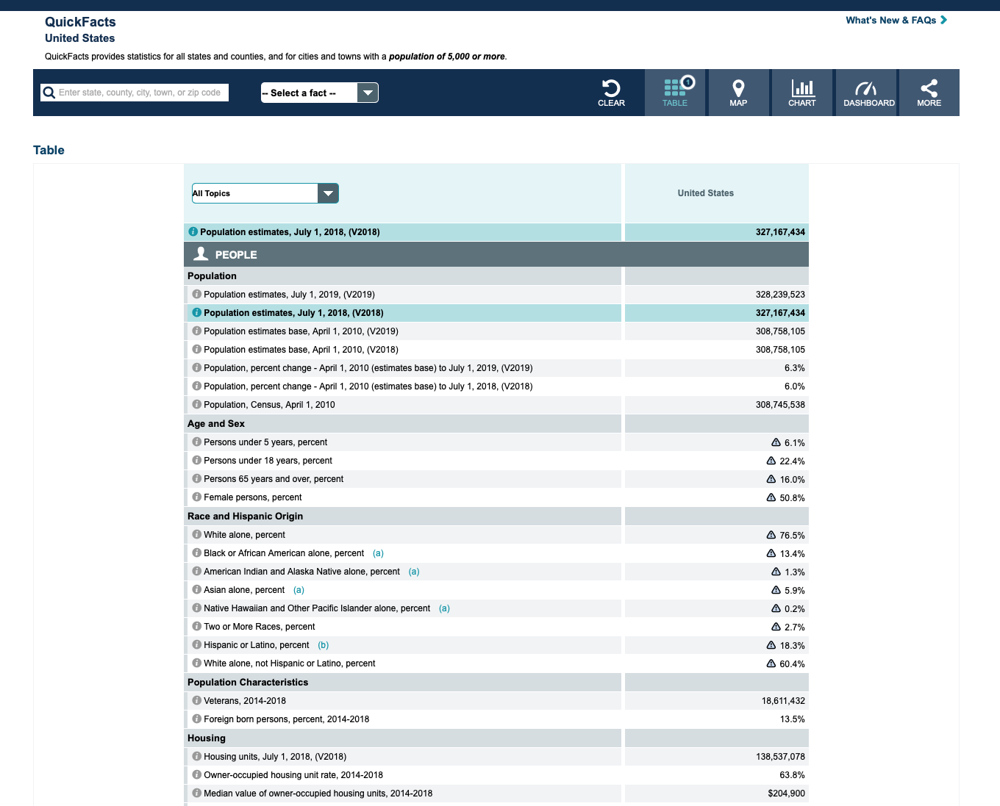 QuickFacts
What's New & FAQs
United States
QuickFacts provides statistics for all states and counties, and for cities and towns with a population of 5,000 or more.
Enter state, county, city, town, or zip code
-- Select a fact --
CLEAR
1
TABLE
MAP
CHART
DASHBOARD
MORE
Table
All Topics
United States
Population estimates, July 1, 2018, (V2018) 327,167,434
PEOPLE
Population
Population estimates, July 1, 2019, (V2019) 328,239,523
Population estimates, July 1, 2018, (V2018) 327,167,434
Population estimates base, April 1, 2010, (V2019) 308,758,105
Population estimates base, April 1, 2010, (V2018) 308,758,105
Population, percent change - April 1, 2010 (estimates base) to July 1, 2019, (V2019) 6.3%
Population, percent change - April 1, 2010 (estimates base) to July 1, 2018, (V2018) 6.0%
Population, Census, April 1, 2010 308,745,538
Age and Sex
Persons under 5 years, percent 6.1%
Persons under 18 years, percent 22.4%
Persons 65 years and over, percent 16.0%
Female persons, percent 50.8%
Race and Hispanic Origin
White alone, percent 76.5%
Black or African American alone, percent (a) 13.4%
American Indian and Alaska Native alone, percent (a) 1.3%
Asian alone, percent (a) 5.9%
Native Hawaiian and Other Pacific Islander alone, percent (a) 0.2%
Two or More Races, percent 2.7%
Hispanic or Latino, percent (b) 18.3%
White alone, not Hispanic or Latino, percent 60.4%
Population Characteristics
Veterans, 2014-2018 18,611,432
Foreign born persons, percent, 2014-2018 13.5%
Housing
Housing units, July 1, 2018, (V2018) 138,537,078
Owner-occupied housing unit rate, 2014-2018 63.8%
Median value of owner-occupied housing units, 2014-2018 $204,900